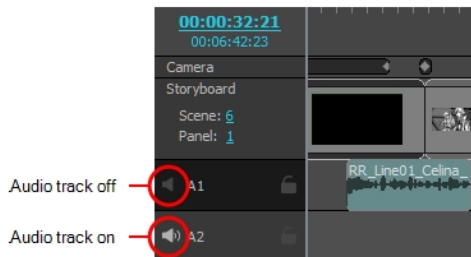 00:00:32:21
00:06:42:23
Camera
Storyboard
Scene: 6
Panel: 1
RR_Line01_Celina_
Audio track off
A1
Audio track on
A2